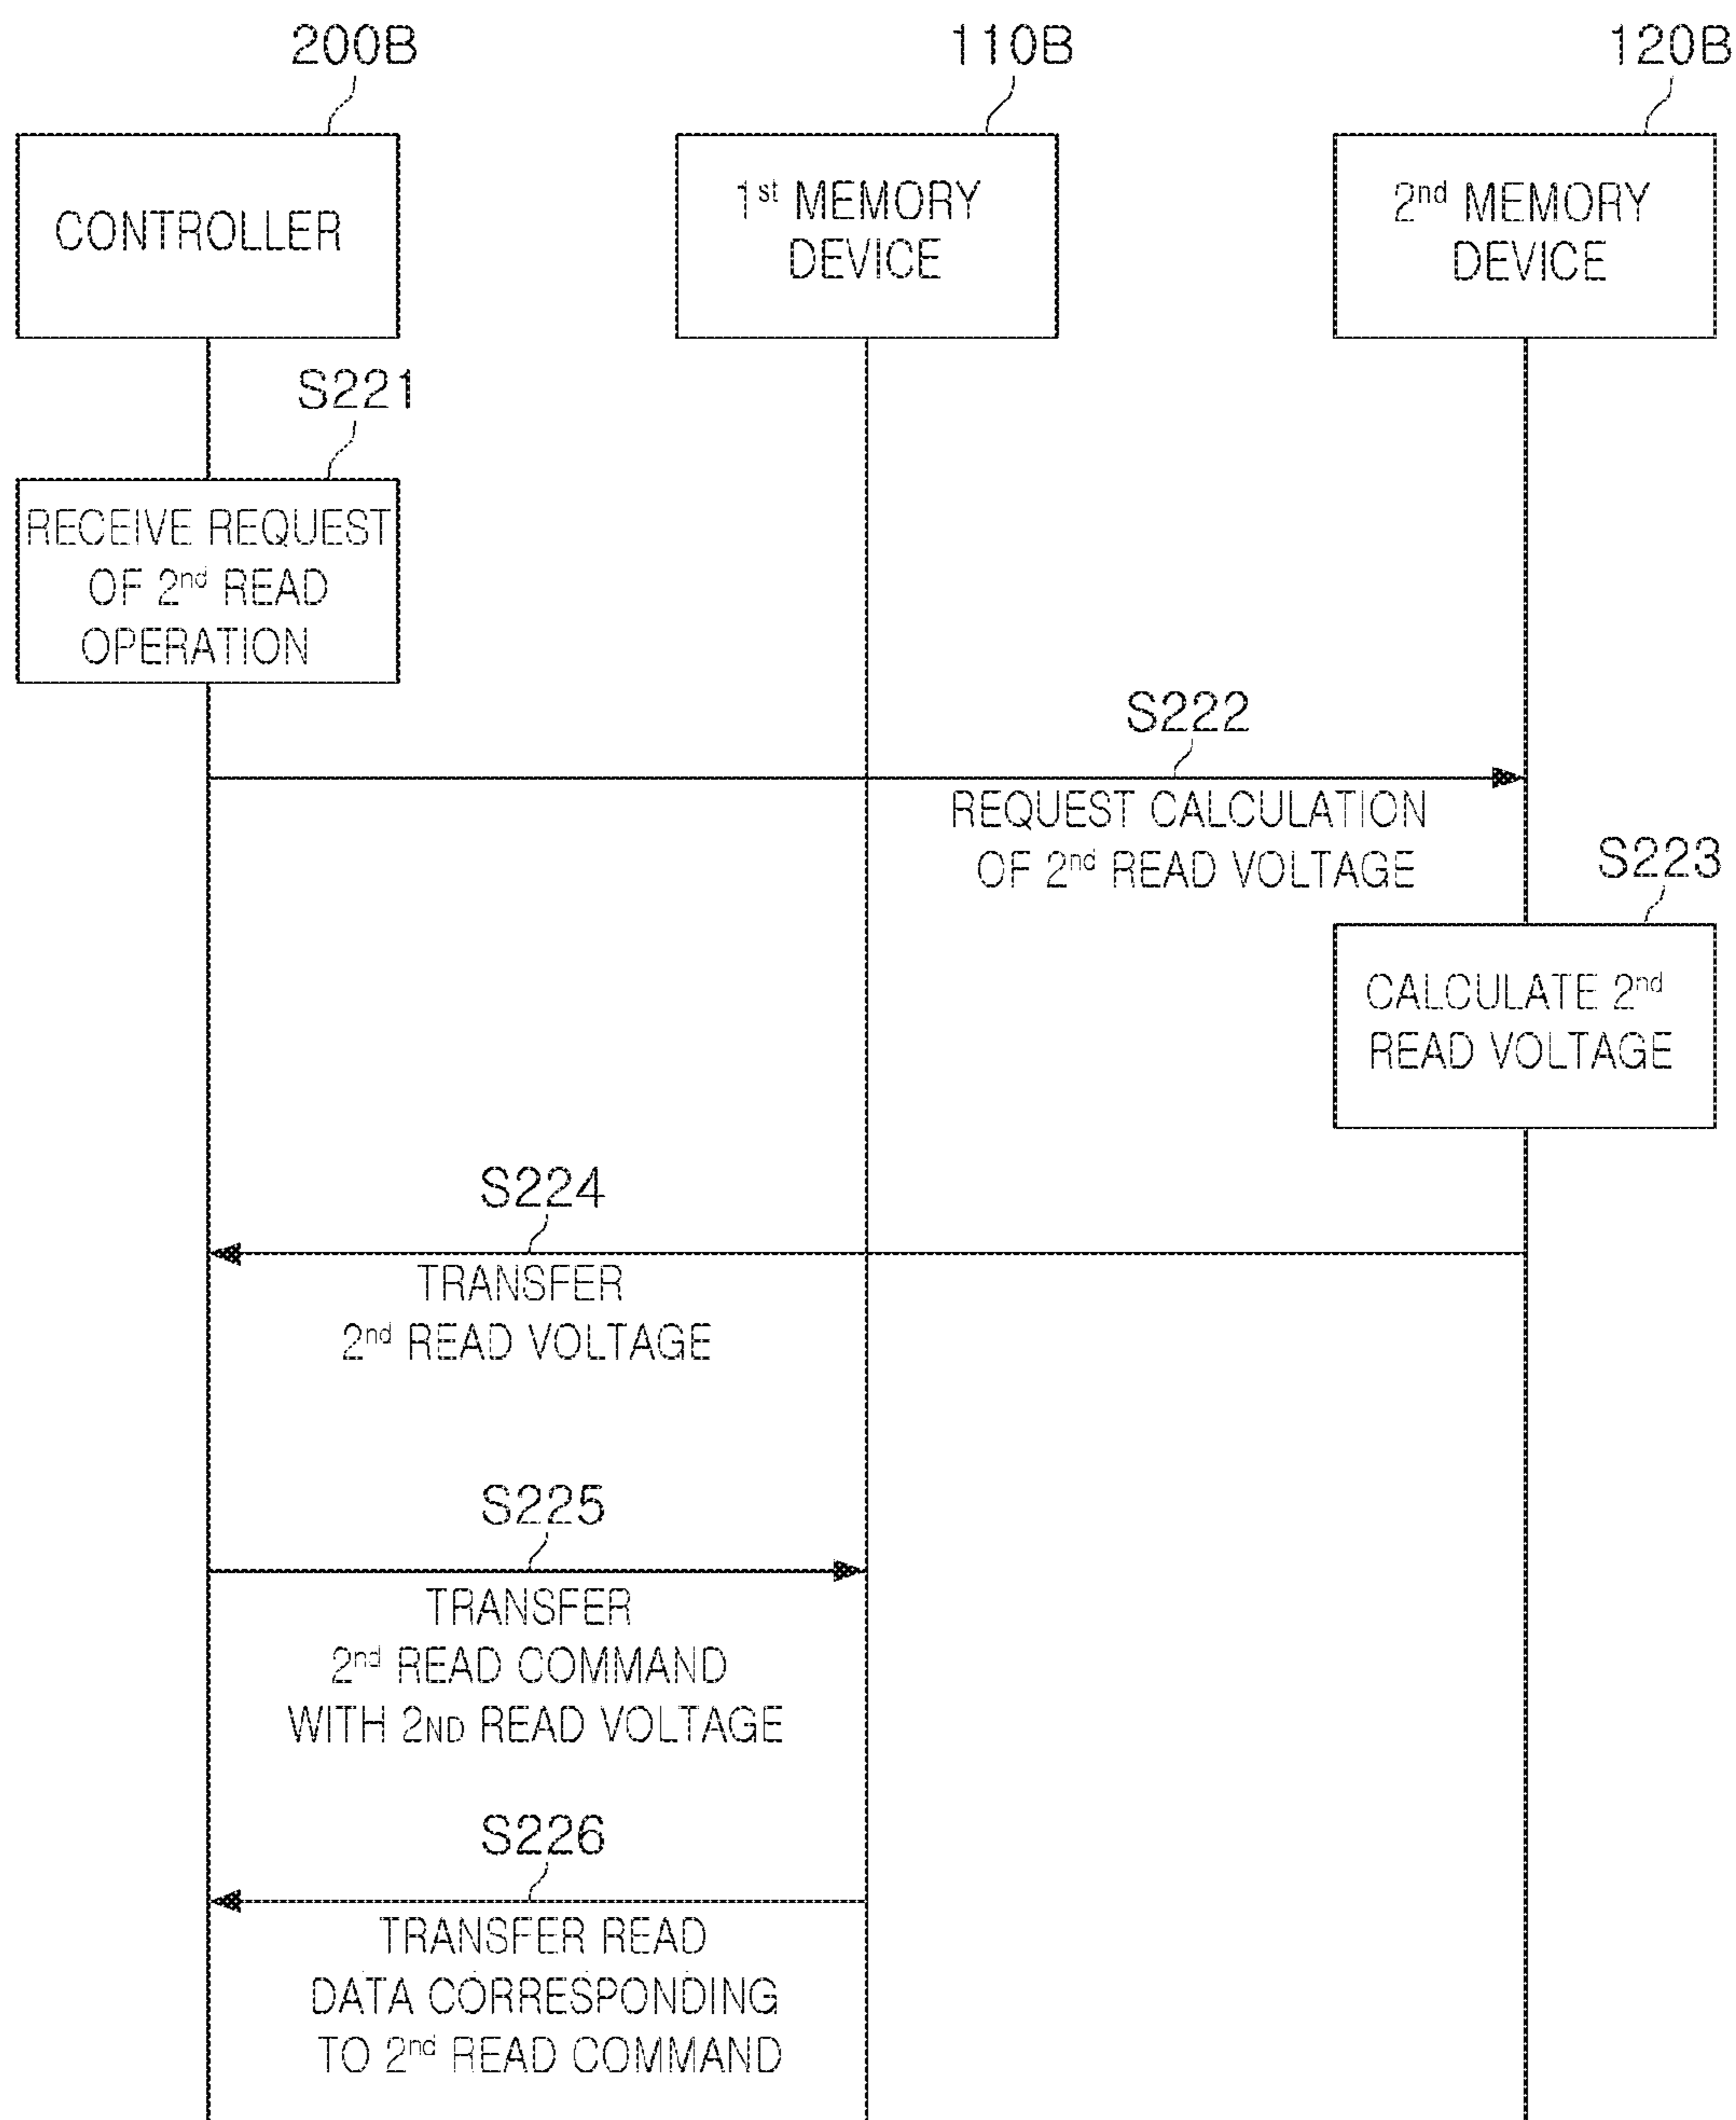 200B
110B
120B
CONTROLLER
1st MEMORY
DEVICE
2nd MEMORY
DEVICE
S221
RECEIVE REQUEST
OF 2nd READ
OPERATION
S222
REQUEST CALCULATION
OF 2nd READ VOLTAGE
S223
CALCULATE 2nd
READ VOLTAGE
S224
TRANSFER
2nd READ VOLTAGE
S225
TRANSFER
2nd READ COMMAND
WITH 2ND READ VOLTAGE
S226
TRANSFER READ
DATA CORRESPONDING
TO 2nd READ COMMAND